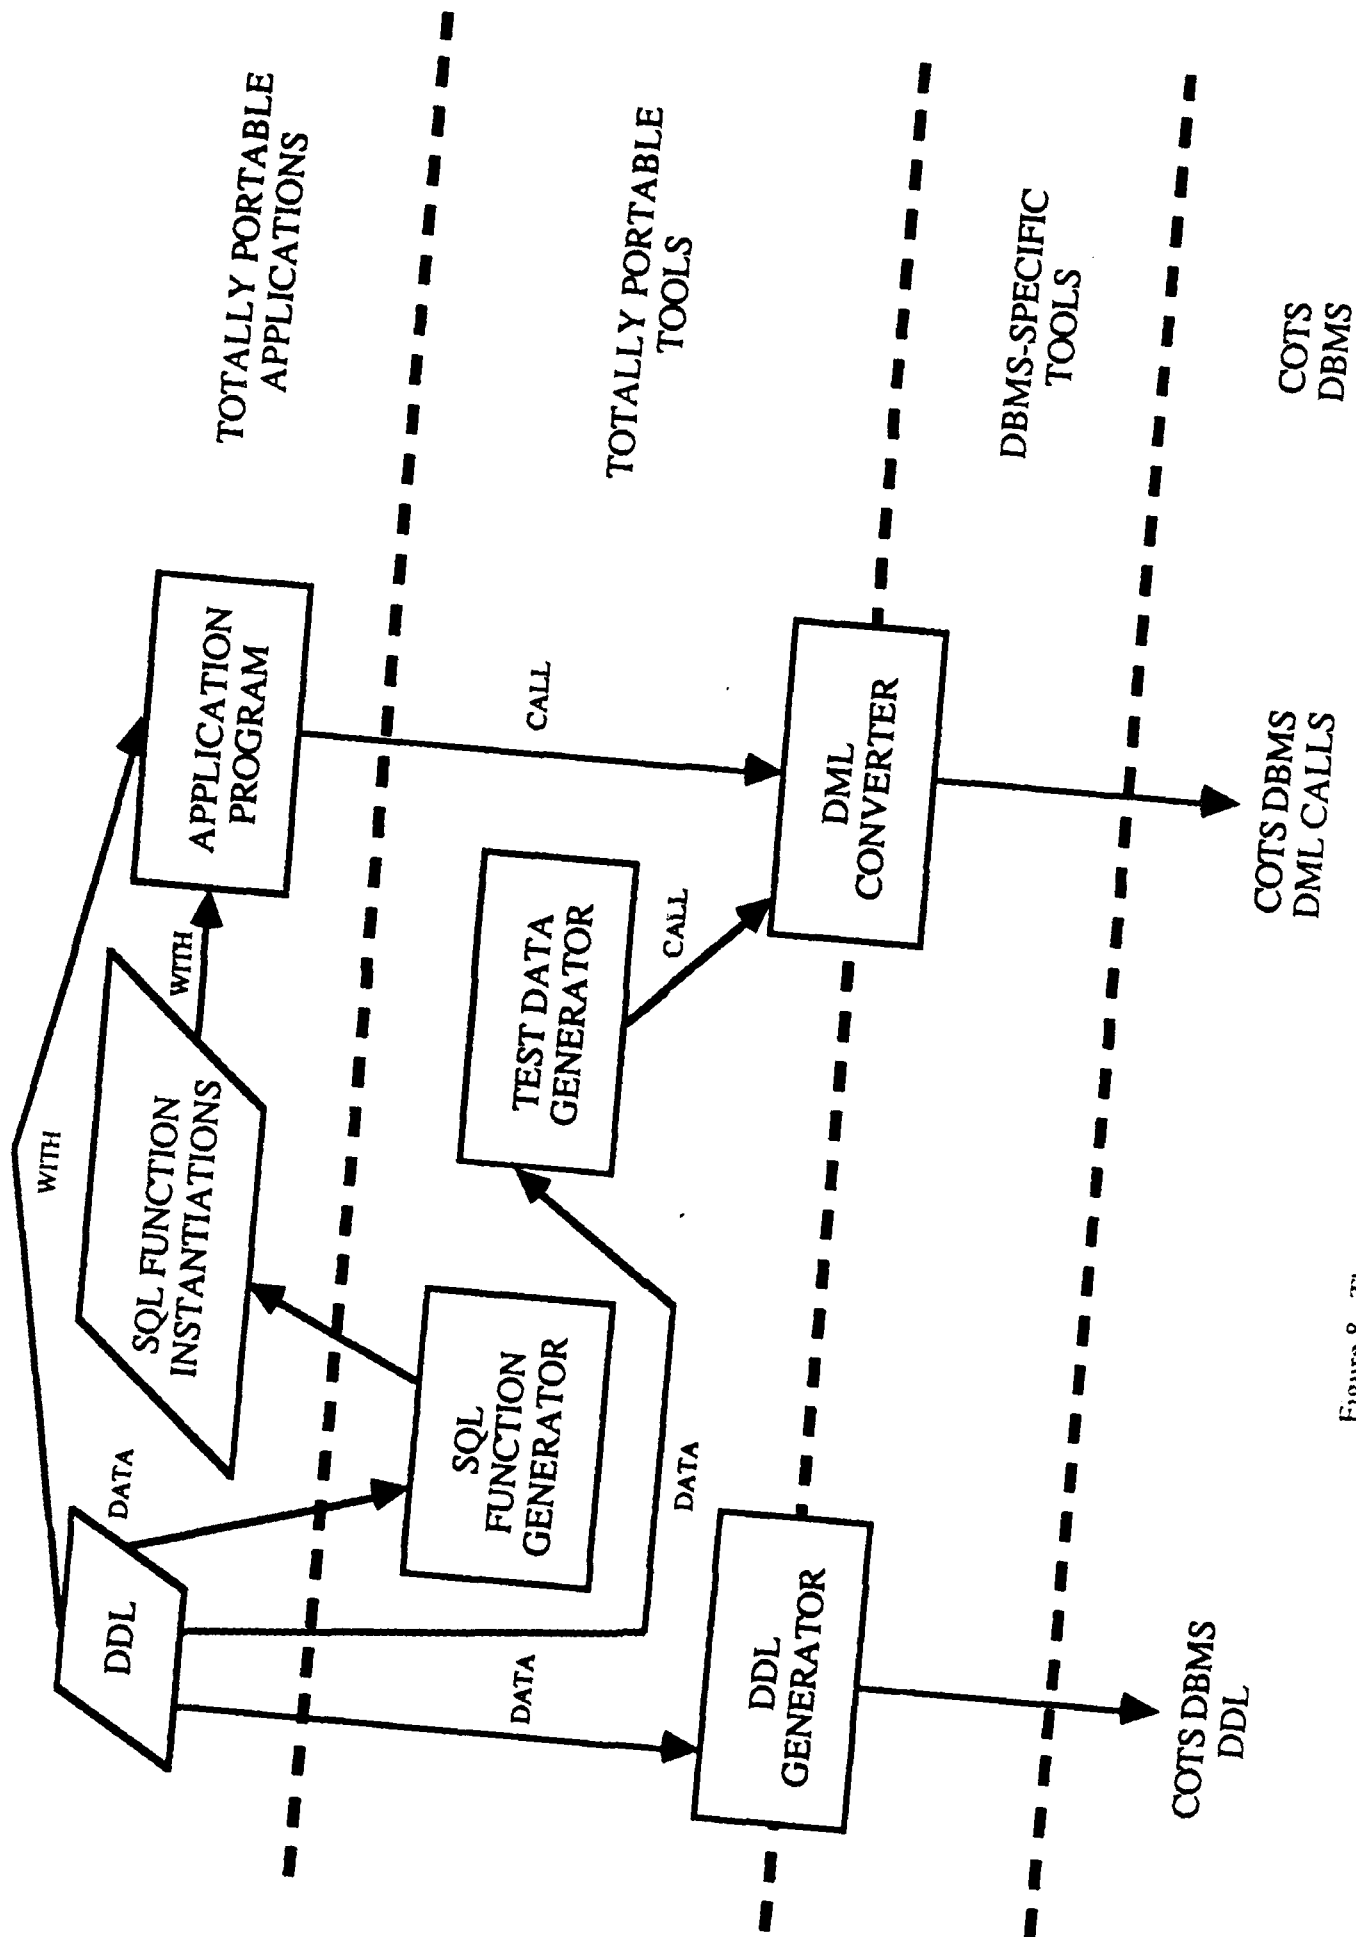 WITH
DDL
DATA
SQL FUNCTION
INSTANTIATIONS
WITH
APPLICATION
PROGRAM
TOTALLY PORTABLE
APPLICATIONS
DATA
SQL
FUNCTION
GENERATOR
DATA
TEST DATA
GENERATOR
CALL
CALL
TOTALLY PORTABLE
TOOLS
DDL
GENERATOR
DML
CONVERTER
DBMS-SPECIFIC
TOOLS
COTS DBMS
DDL
COTS DBMS
DML CALLS
COTS
DBMS
Figure 8.